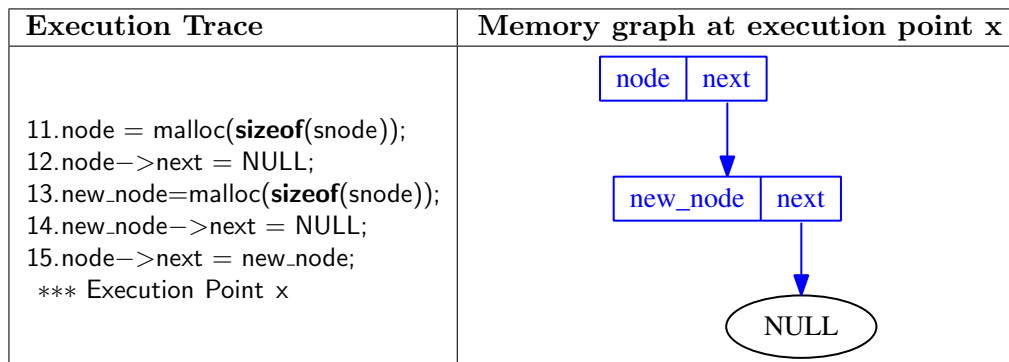 Execution Trace
Memory graph at execution point x
11.node = malloc(sizeof(snode));
12.node−>next = NULL;
13.new_node=malloc(sizeof(snode));
14.new_node−>next = NULL;
15.node−>next = new_node;
*** Execution Point x
node next
new_node next
NULL